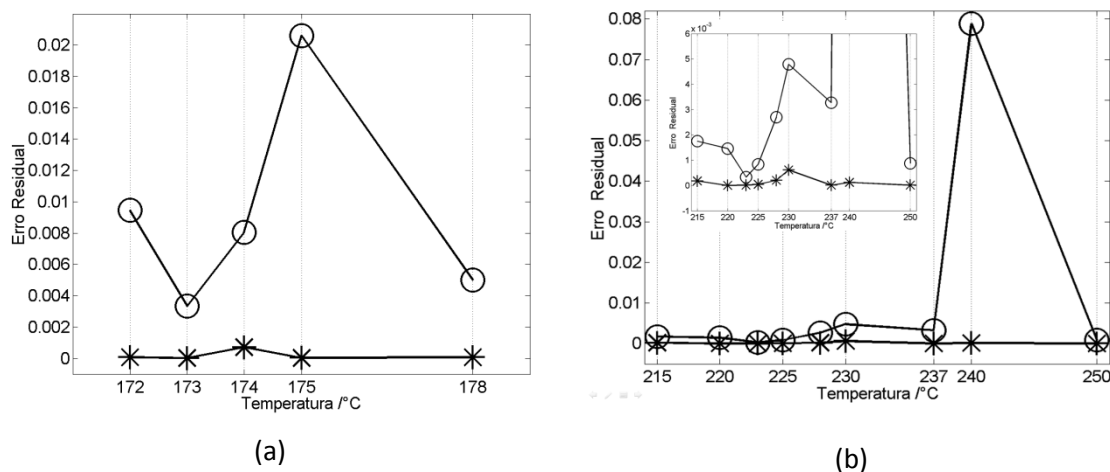 0.02
0.018
0.016
0.014
0.012
0.01
0.008
0.006
0.004
0.002
0
Erro Residual
172 173 174 175 178
Temperatura /°C
(a)
0.08
0.07
0.06
0.05
0.04
0.03
0.02
0.01
0
Erro Residual
215 220 225 230 237 240 250
Temperatura /°C
x 10⁻³
6
5
4
3
2
1
0
-1
Erro Residual
215 220 225 230 237 240 250
Temperatura /°C
(b)